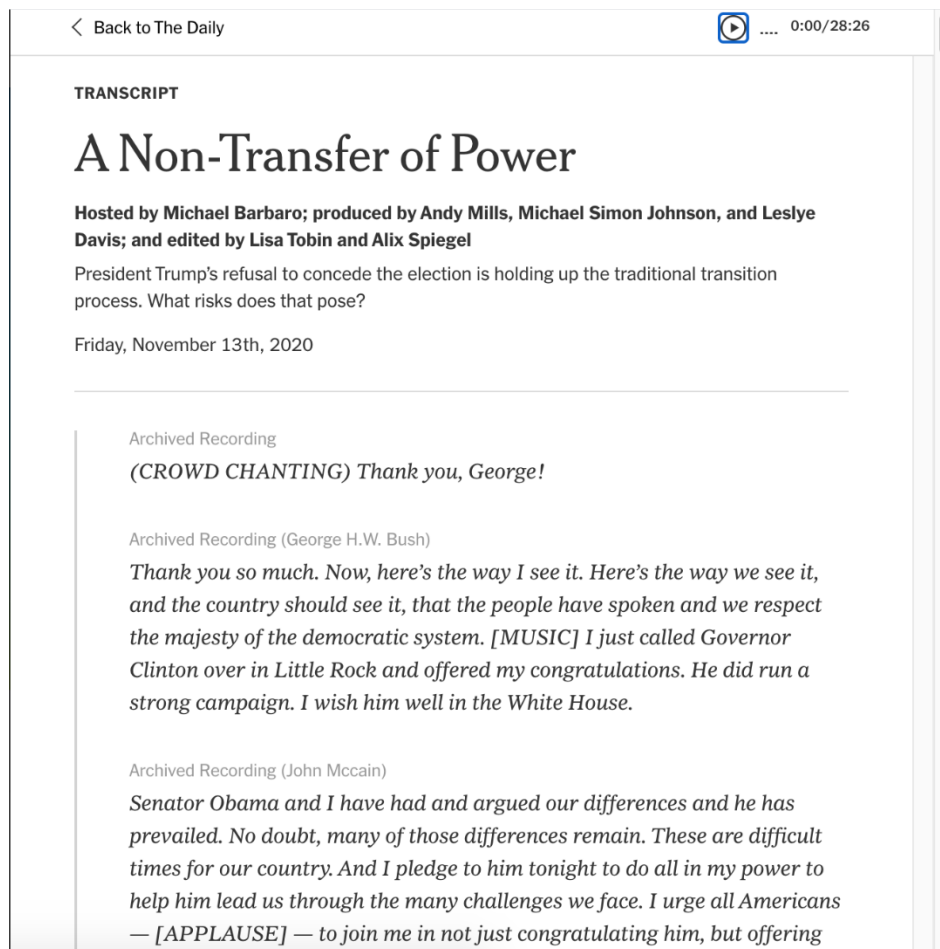 Back to The Daily
.... 0:00/28:26
TRANSCRIPT
A Non-Transfer of Power
Hosted by Michael Barbaro; produced by Andy Mills, Michael Simon Johnson, and Leslye
Davis; and edited by Lisa Tobin and Alix Spiegel
President Trump’s refusal to concede the election is holding up the traditional transition
process. What risks does that pose?
Friday, November 13th, 2020
Archived Recording
(CROWD CHANTING) Thank you, George!
Archived Recording (George H.W. Bush)
Thank you so much. Now, here’s the way I see it. Here’s the way we see it,
and the country should see it, that the people have spoken and we respect
the majesty of the democratic system. [MUSIC] I just called Governor
Clinton over in Little Rock and offered my congratulations. He did run a
strong campaign. I wish him well in the White House.
Archived Recording (John Mccain)
Senator Obama and I have had and argued our differences and he has
prevailed. No doubt, many of those differences remain. These are difficult
times for our country. And I pledge to him tonight to do all in my power to
help him lead us through the many challenges we face. I urge all Americans
— [APPLAUSE] — to join me in not just congratulating him, but offering